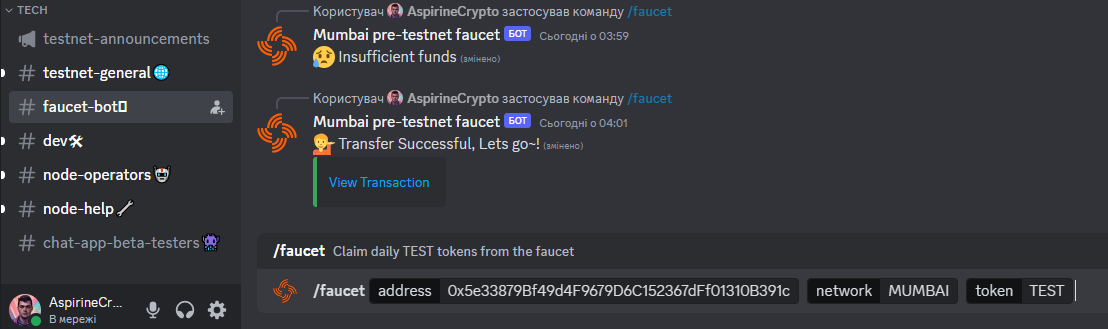 TECH
testnet-announcements
testnet-general
faucet-bot
dev
node-operators
node-help
chat-app-beta-testers
AspirineCr...
В мережі
Користувач AspirineCrypto застосував команду /faucet
Mumbai pre-testnet faucet БОТ Сьогодні о 03:59
Insufficient funds (змінено)
Користувач AspirineCrypto застосував команду /faucet
Mumbai pre-testnet faucet БОТ Сьогодні о 04:01
Transfer Successful, Lets go~! (змінено)
View Transaction
/faucet Claim daily TEST tokens from the faucet
/faucet address 0x5e33879Bf49d4F9679D6C152367dFf01310B391c network MUMBAI token TEST